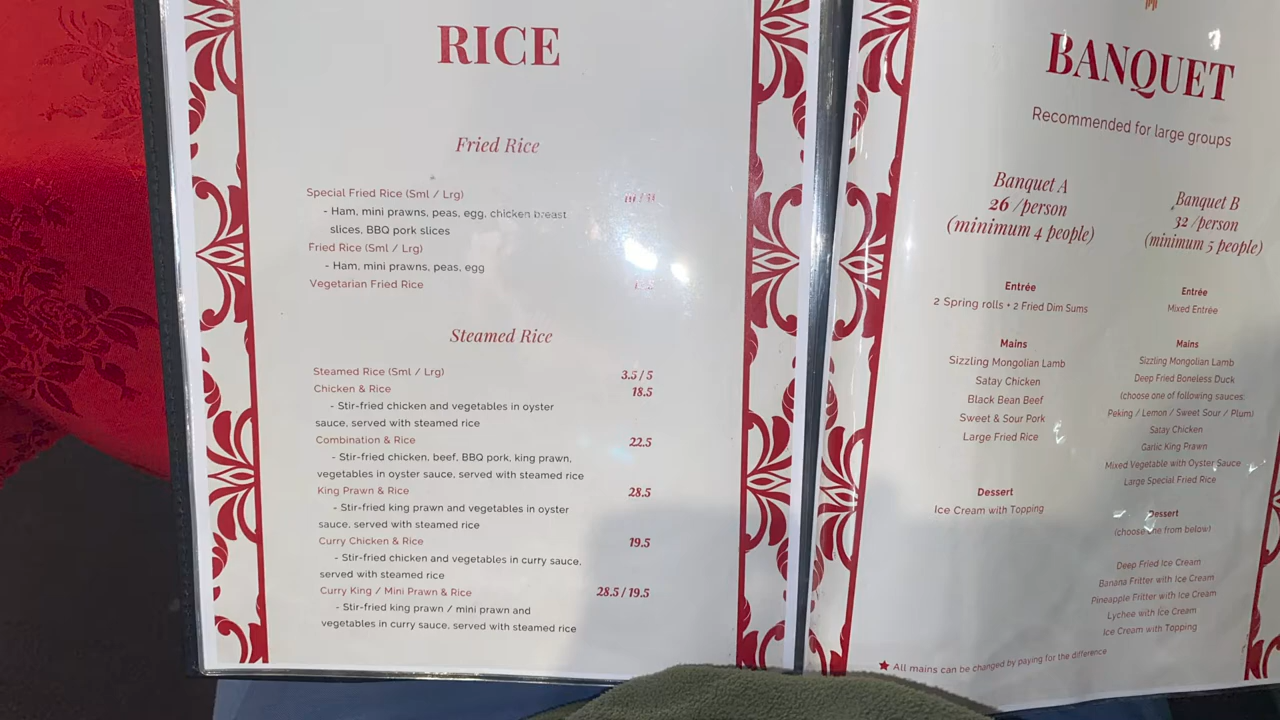 RICE
Fried Rice
Special Fried Rice (Sml / Lrg)
- Ham, mini prawns, peas, egg, chicken breast
slices, BBQ pork slices
Fried Rice (Sml / Lrg)
- Ham, mini prawns, peas, egg
Vegetarian Fried Rice
Steamed Rice
Steamed Rice (Sml / Lrg) 3.5 / 5
Chicken & Rice 18.5
- Stir-fried chicken and vegetables in oyster
sauce, served with steamed rice
Combination & Rice 22.5
- Stir-fried chicken, beef, BBQ pork, king prawn,
vegetables in oyster sauce, served with steamed rice
King Prawn & Rice 28.5
- Stir-fried king prawn and vegetables in oyster
sauce, served with steamed rice
Curry Chicken & Rice 19.5
- Stir-fried chicken and vegetables in curry sauce,
served with steamed rice
Curry King / Mini Prawn & Rice 28.5 / 19.5
- Stir-fried king prawn / mini prawn and
vegetables in curry sauce, served with steamed rice
BANQUET
Recommended for large groups
Banquet A
26 /person
(minimum 4 people)
Entrée
2 Spring rolls + 2 Fried Dim Sums
Mains
Sizzling Mongolian Lamb
Satay Chicken
Black Bean Beef
Sweet & Sour Pork
Large Fried Rice
Dessert
Ice Cream with Topping
Banquet B
32 /person
(minimum 5 people)
Entrée
Mixed Entrée
Mains
Sizzling Mongolian Lamb
Deep Fried Boneless Duck
(choose one of following sauces:
Peking / Lemon / Sweet Sour / Plum)
Satay Chicken
Garlic King Prawn
Mixed Vegetable with Oyster Sauce
Large Special Fried Rice
Dessert
(choose one from below)
Deep Fried Ice Cream
Banana Fritter with Ice Cream
Pineapple Fritter with Ice Cream
Lychee with Ice Cream
Ice Cream with Topping
★ All mains can be changed by paying for the difference